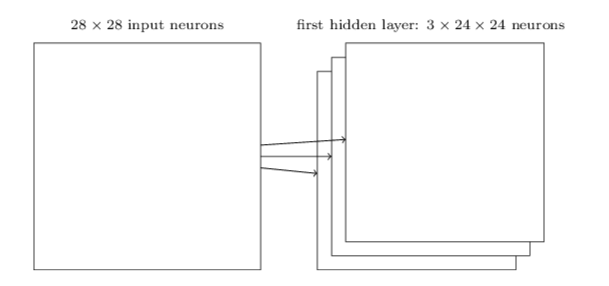 28 × 28 input neurons
first hidden layer: 3 × 24 × 24 neurons